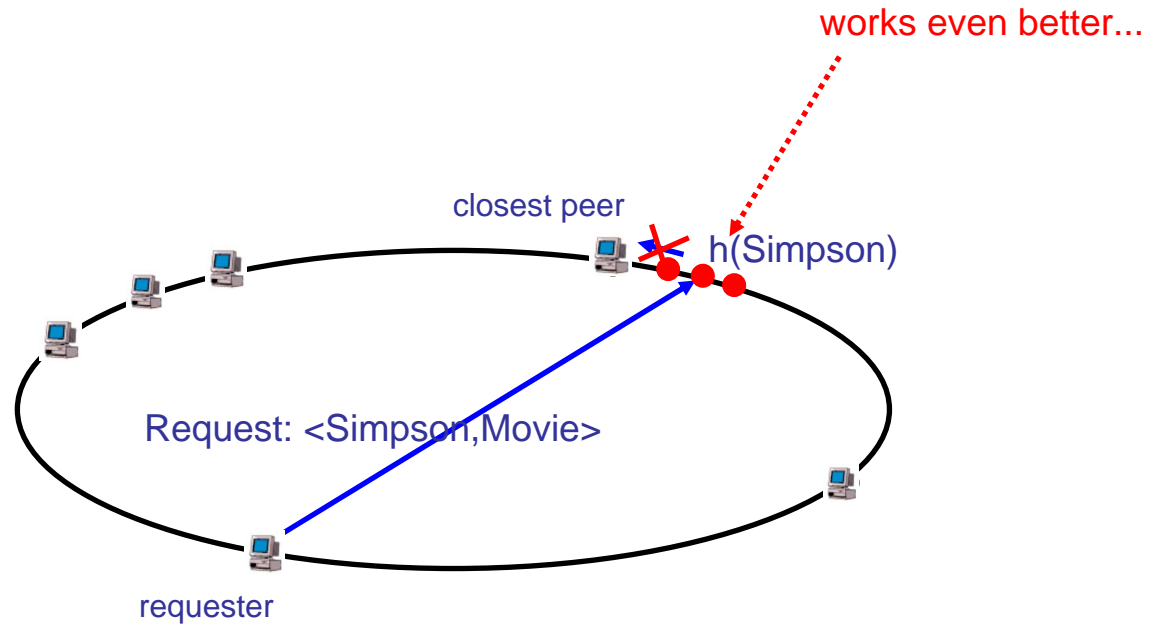 works even better...
closest peer
h(Simpson)
Request: <Simpson,Movie>
requester